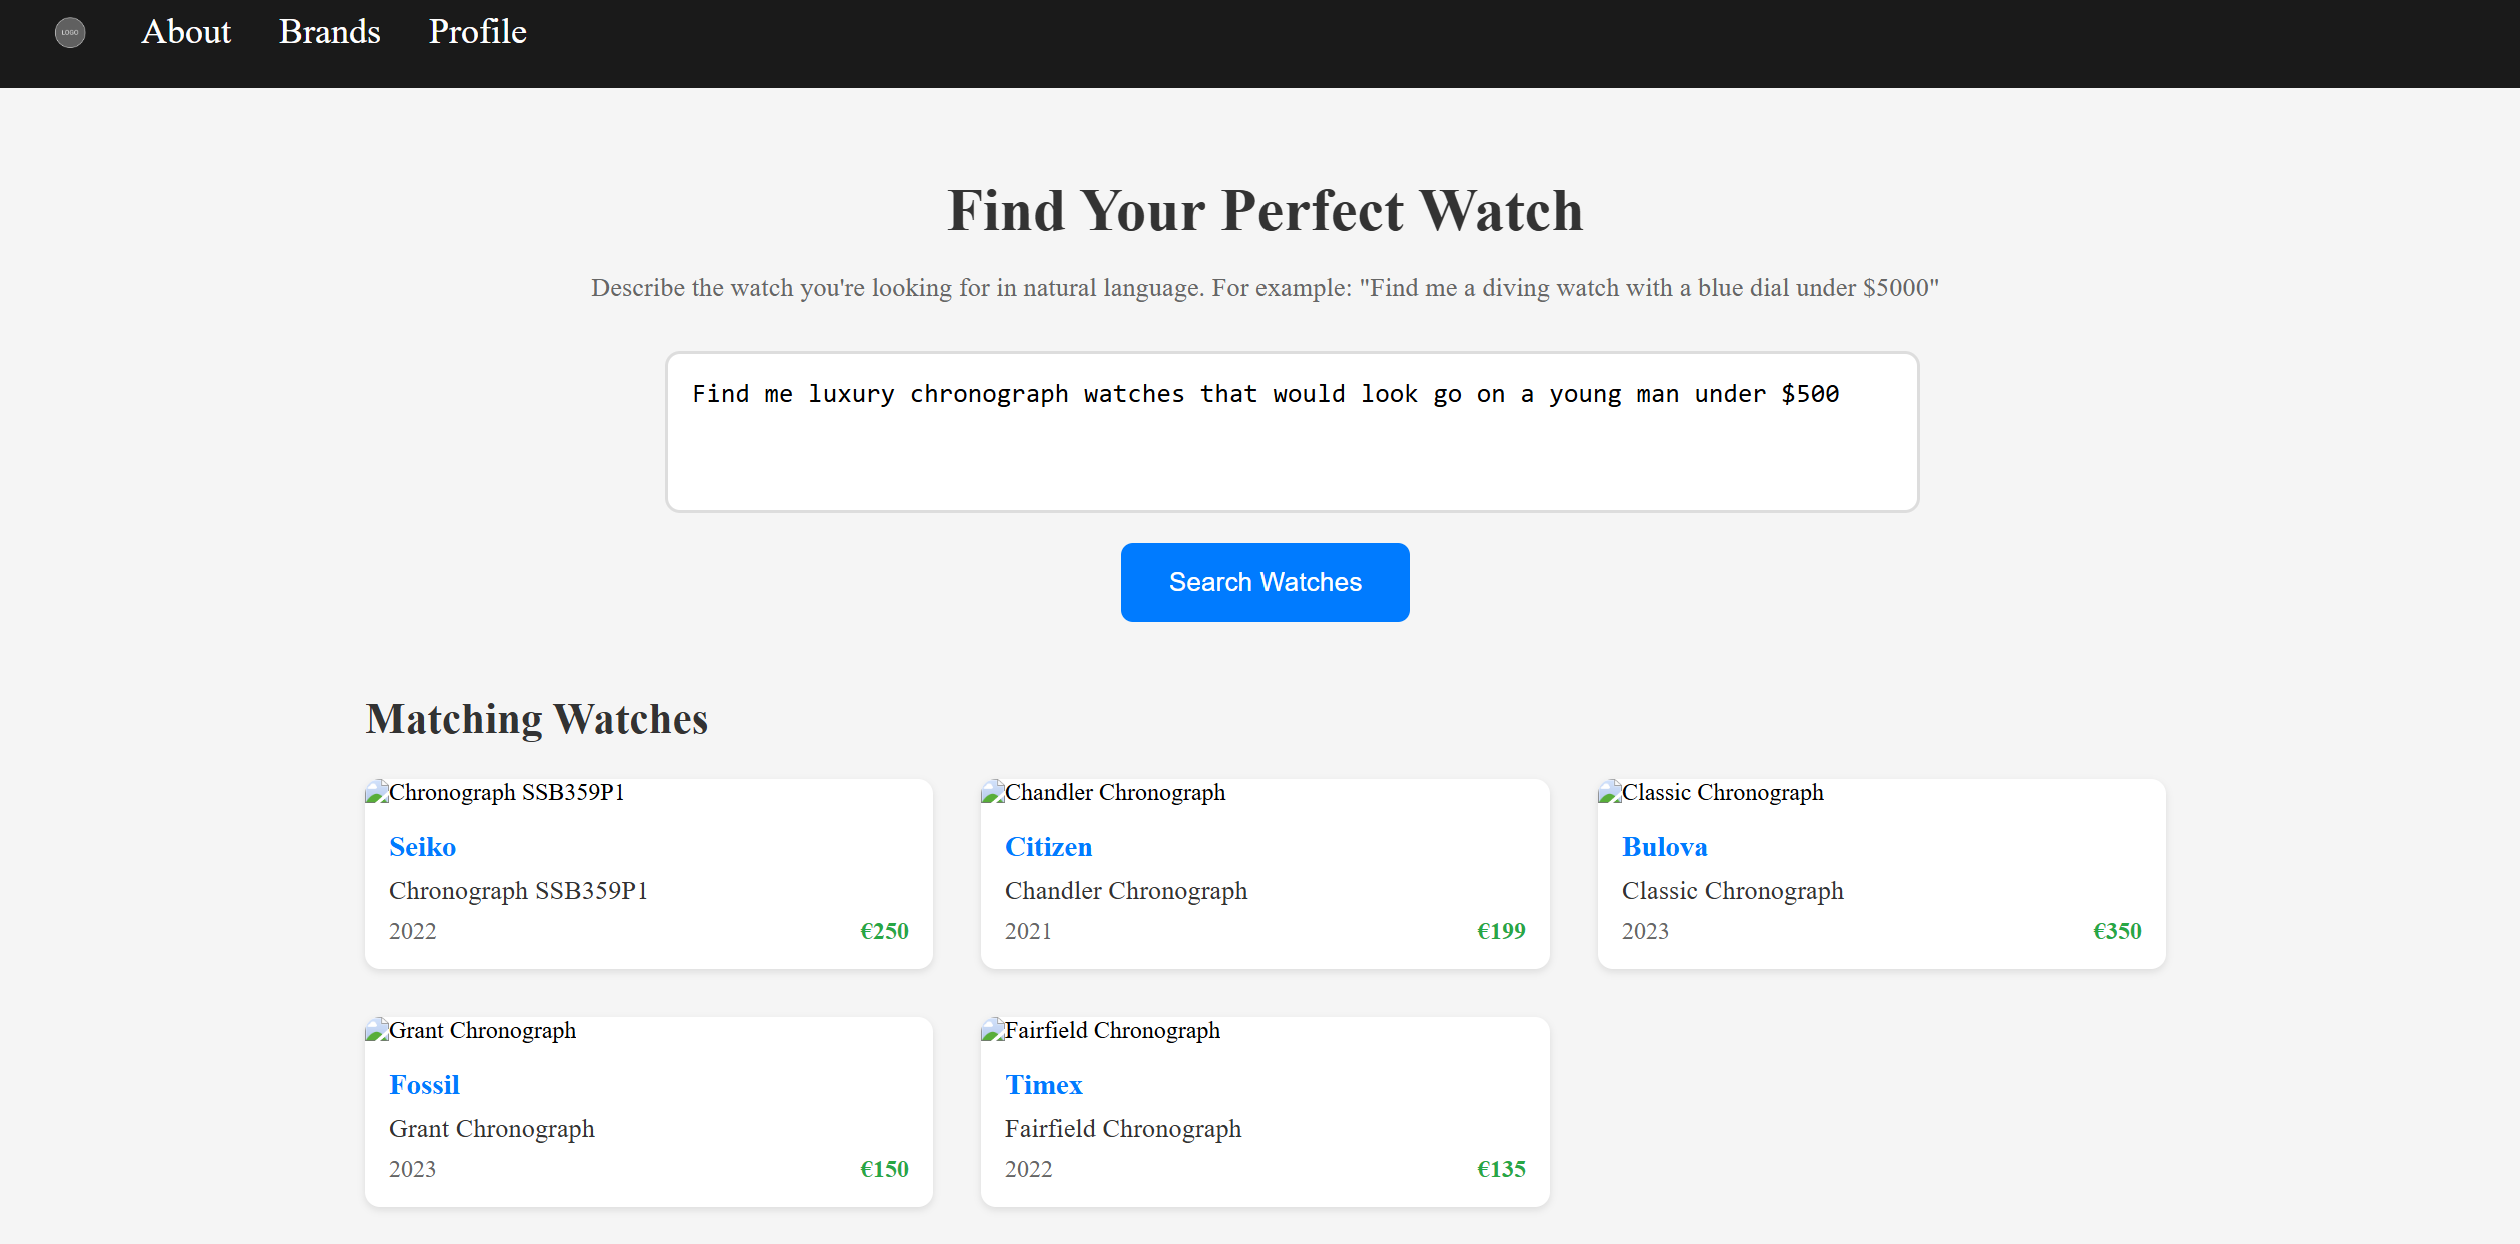 LOGO About Brands Profile
Find Your Perfect Watch
Describe the watch you're looking for in natural language. For example: "Find me a diving watch with a blue dial under $5000"
Find me luxury chronograph watches that would look go on a young man under $500
Search Watches
Matching Watches
Chronograph SSB359P1
Seiko
Chronograph SSB359P1
2022 €250
Chandler Chronograph
Citizen
Chandler Chronograph
2021 €199
Classic Chronograph
Bulova
Classic Chronograph
2023 €350
Grant Chronograph
Fossil
Grant Chronograph
2023 €150
Fairfield Chronograph
Timex
Fairfield Chronograph
2022 €135